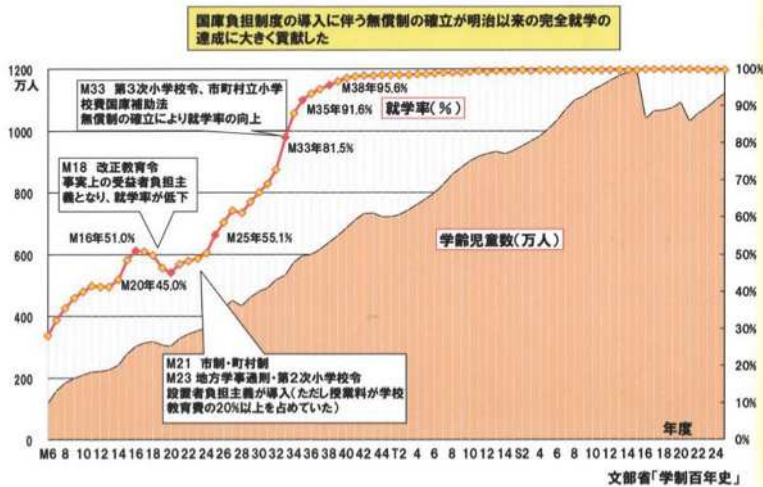 国庫負担制度の導入に伴う無償制の確立が明治以来の完全就学の
達成に大きく貢献した
1200
万人
1000
800
600
400
200
0
100%
90%
80%
70%
60%
50%
40%
30%
20%
10%
0%
M33 第3次小学校令、市町村立小学
校費国庫補助法
無償制の確立により就学率の向上
M38年95.6%
M35年91.6%
就学率(%)
M33年81.5%
M18 改正教育令
事実上の受益者負担主
義となり、就学率が低下
M16年51.0%
M25年55.1%
学齢児童数(万人)
M20年45.0%
M21 市制・町村制
M23 地方学事通則・第2次小学校令
設置者負担主義が導入(ただし授業料が学校
教育費の20%以上を占めていた)
年度
M6 8 10 12 14 16 18 20 22 24 26 28 30 32 34 36 38 40 42 44 T2 4 6 8 10 12 14 S2 4 6 8 10 12 14 16 18 20 22 24
文部省「学制百年史」